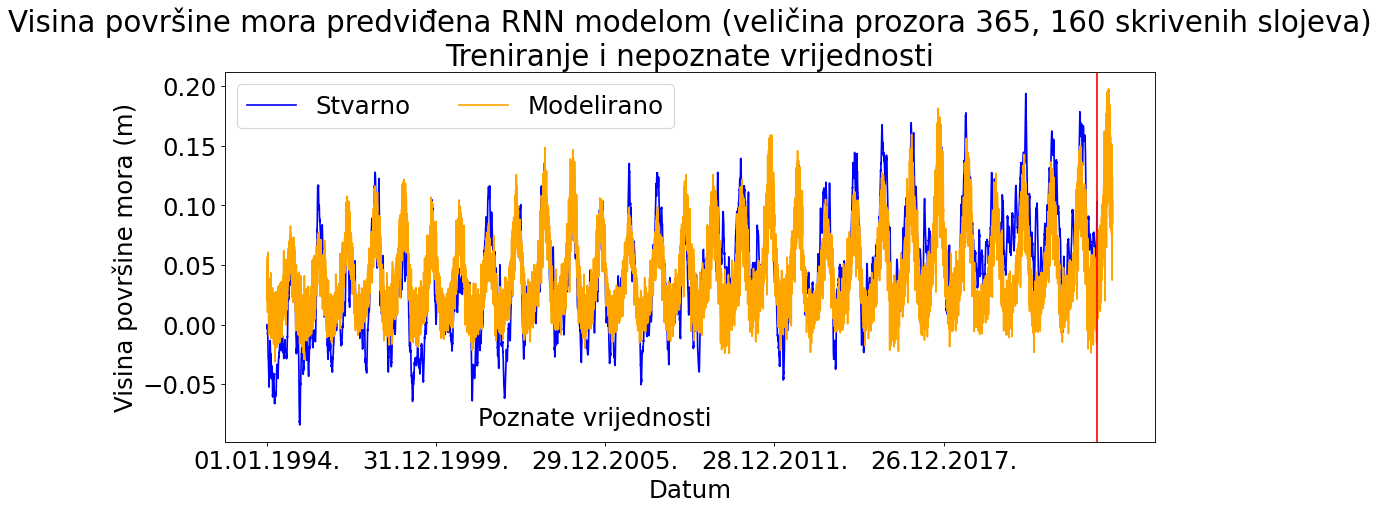 Visina površine mora predviđena RNN modelom (veličina prozora 365, 160 skrivenih slojeva)
Treniranje i nepoznate vrijednosti
Stvarno
Modelirano
Visina površine mora (m)
0.20
0.15
0.10
0.05
0.00
−0.05
Poznate vrijednosti
01.01.1994.
31.12.1999.
29.12.2005.
28.12.2011.
26.12.2017.
Datum